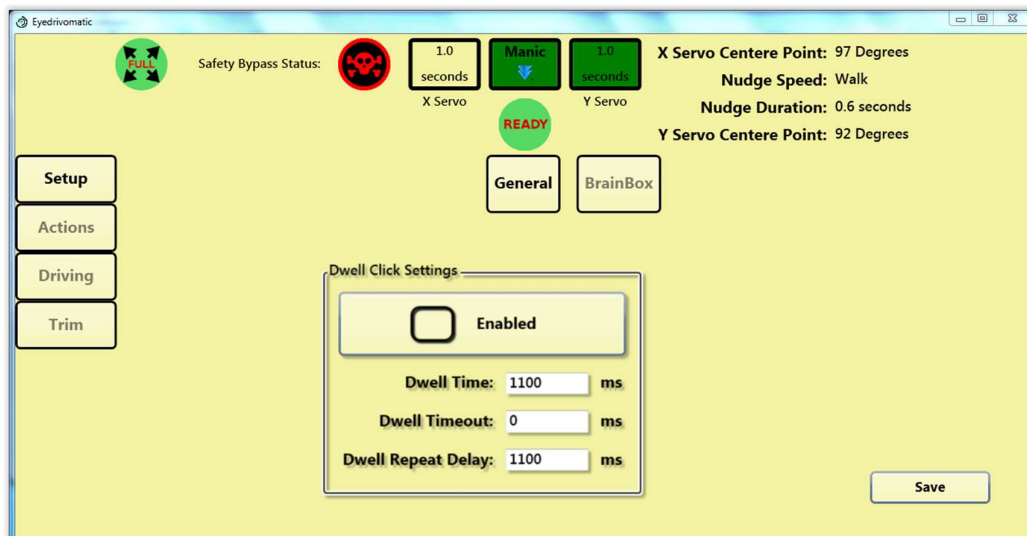 Eyedrivomatic
FULL
Safety Bypass Status:
1.0
seconds
X Servo
Manic
1.0
seconds
Y Servo
READY
X Servo Centere Point: 97 Degrees
Nudge Speed: Walk
Nudge Duration: 0.6 seconds
Y Servo Centere Point: 92 Degrees
Setup
Actions
Driving
Trim
General
BrainBox
Dwell Click Settings
Enabled
Dwell Time: 1100 ms
Dwell Timeout: 0 ms
Dwell Repeat Delay: 1100 ms
Save